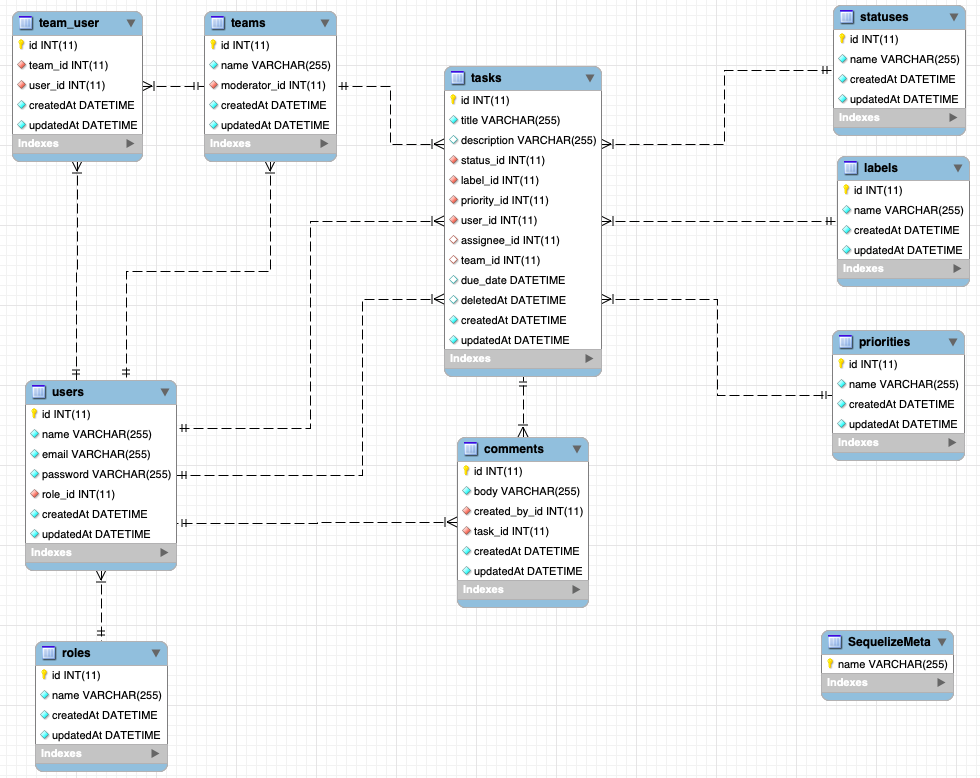 team_user
id INT(11)
team_id INT(11)
user_id INT(11)
createdAt DATETIME
updatedAt DATETIME
Indexes
teams
id INT(11)
name VARCHAR(255)
moderator_id INT(11)
createdAt DATETIME
updatedAt DATETIME
Indexes
tasks
id INT(11)
title VARCHAR(255)
description VARCHAR(255)
status_id INT(11)
label_id INT(11)
priority_id INT(11)
user_id INT(11)
assignee_id INT(11)
team_id INT(11)
due_date DATETIME
deletedAt DATETIME
createdAt DATETIME
updatedAt DATETIME
Indexes
statuses
id INT(11)
name VARCHAR(255)
createdAt DATETIME
updatedAt DATETIME
Indexes
labels
id INT(11)
name VARCHAR(255)
createdAt DATETIME
updatedAt DATETIME
Indexes
priorities
id INT(11)
name VARCHAR(255)
createdAt DATETIME
updatedAt DATETIME
Indexes
users
id INT(11)
name VARCHAR(255)
email VARCHAR(255)
password VARCHAR(255)
role_id INT(11)
createdAt DATETIME
updatedAt DATETIME
Indexes
comments
id INT(11)
body VARCHAR(255)
created_by_id INT(11)
task_id INT(11)
createdAt DATETIME
updatedAt DATETIME
Indexes
roles
id INT(11)
name VARCHAR(255)
createdAt DATETIME
updatedAt DATETIME
Indexes
SequelizeMeta
name VARCHAR(255)
Indexes